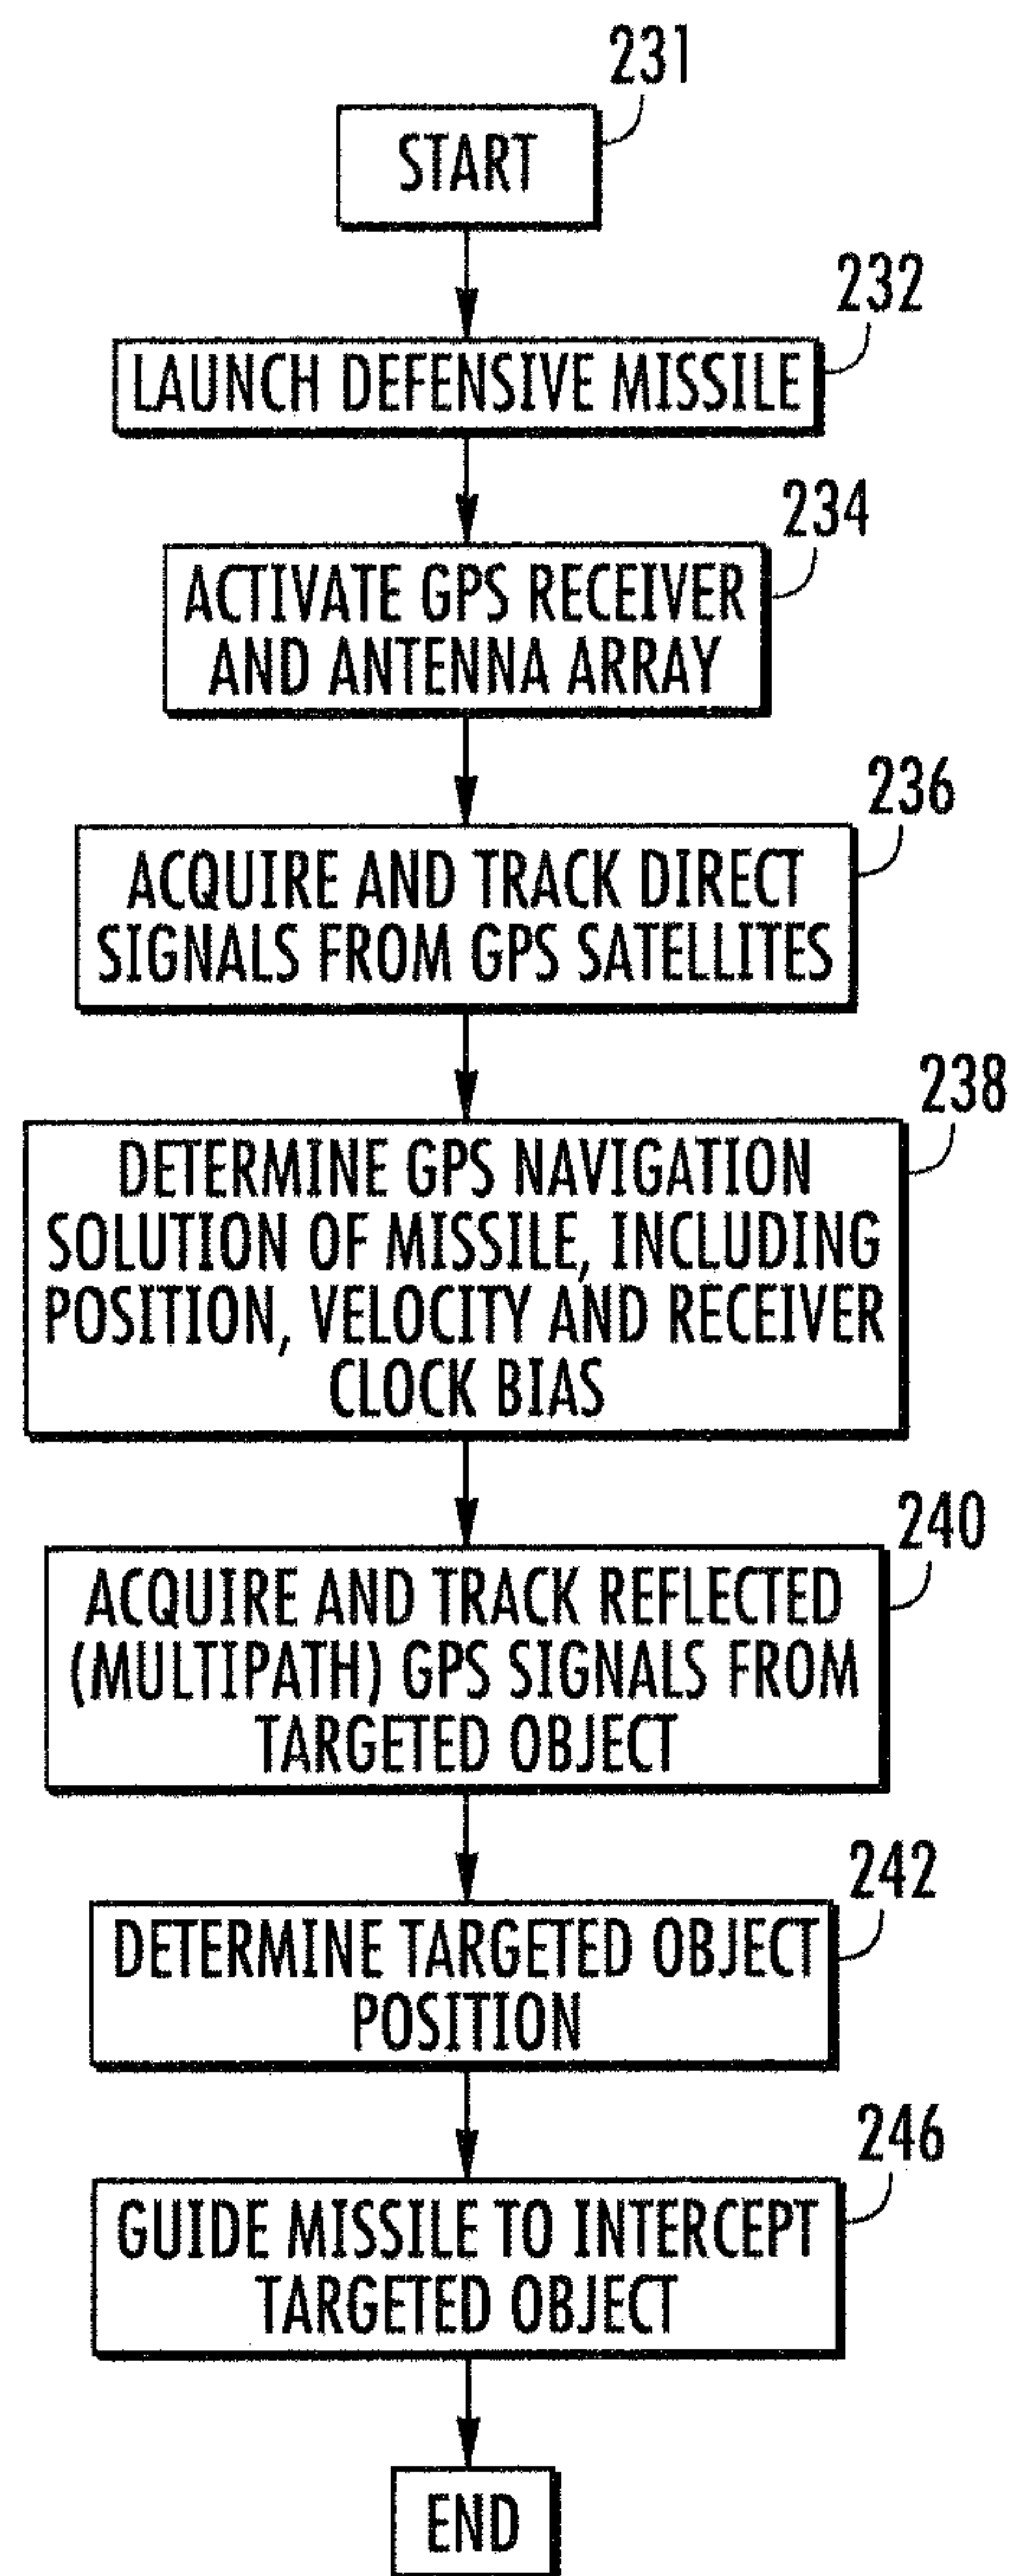 231
START
232
LAUNCH DEFENSIVE MISSILE
234
ACTIVATE GPS RECEIVER
AND ANTENNA ARRAY
236
ACQUIRE AND TRACK DIRECT
SIGNALS FROM GPS SATELLITES
238
DETERMINE GPS NAVIGATION
SOLUTION OF MISSILE, INCLUDING
POSITION, VELOCITY AND RECEIVER
CLOCK BIAS
240
ACQUIRE AND TRACK REFLECTED
(MULTIPATH) GPS SIGNALS FROM
TARGETED OBJECT
242
DETERMINE TARGETED OBJECT
POSITION
246
GUIDE MISSILE TO INTERCEPT
TARGETED OBJECT
END